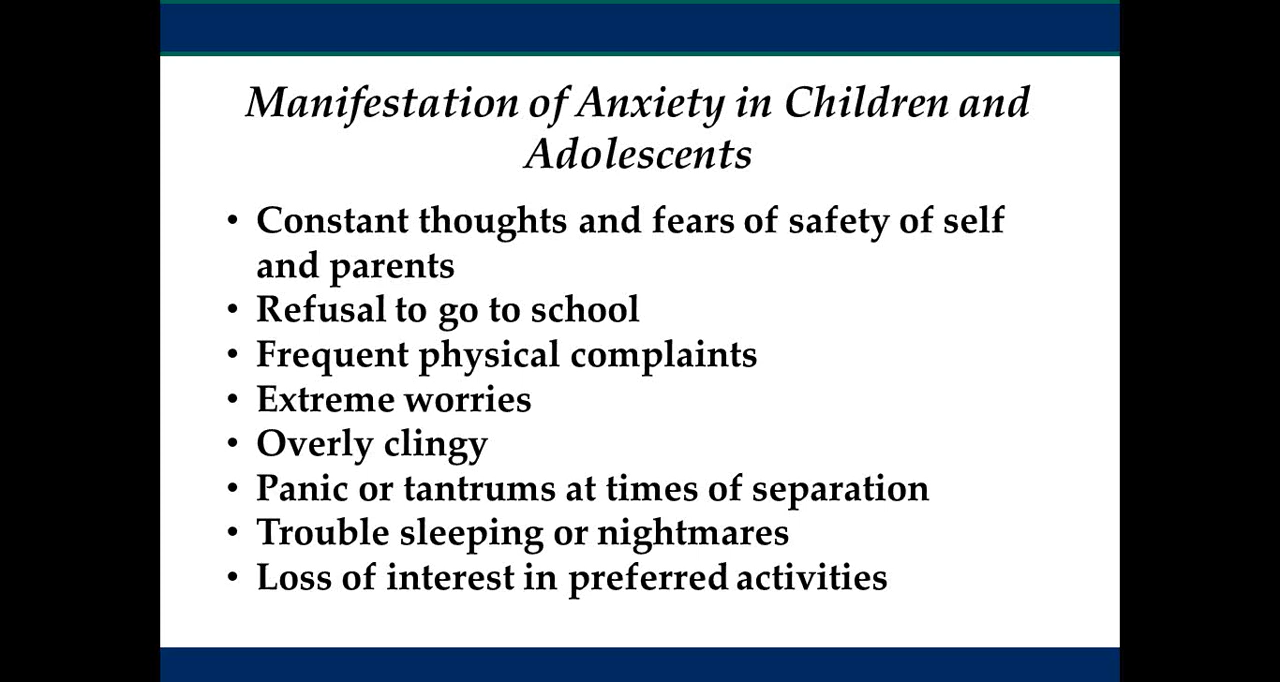 Manifestation of Anxiety in Children and
Adolescents
• Constant thoughts and fears of safety of self
and parents
• Refusal to go to school
• Frequent physical complaints
• Extreme worries
• Overly clingy
• Panic or tantrums at times of separation
• Trouble sleeping or nightmares
• Loss of interest in preferred activities